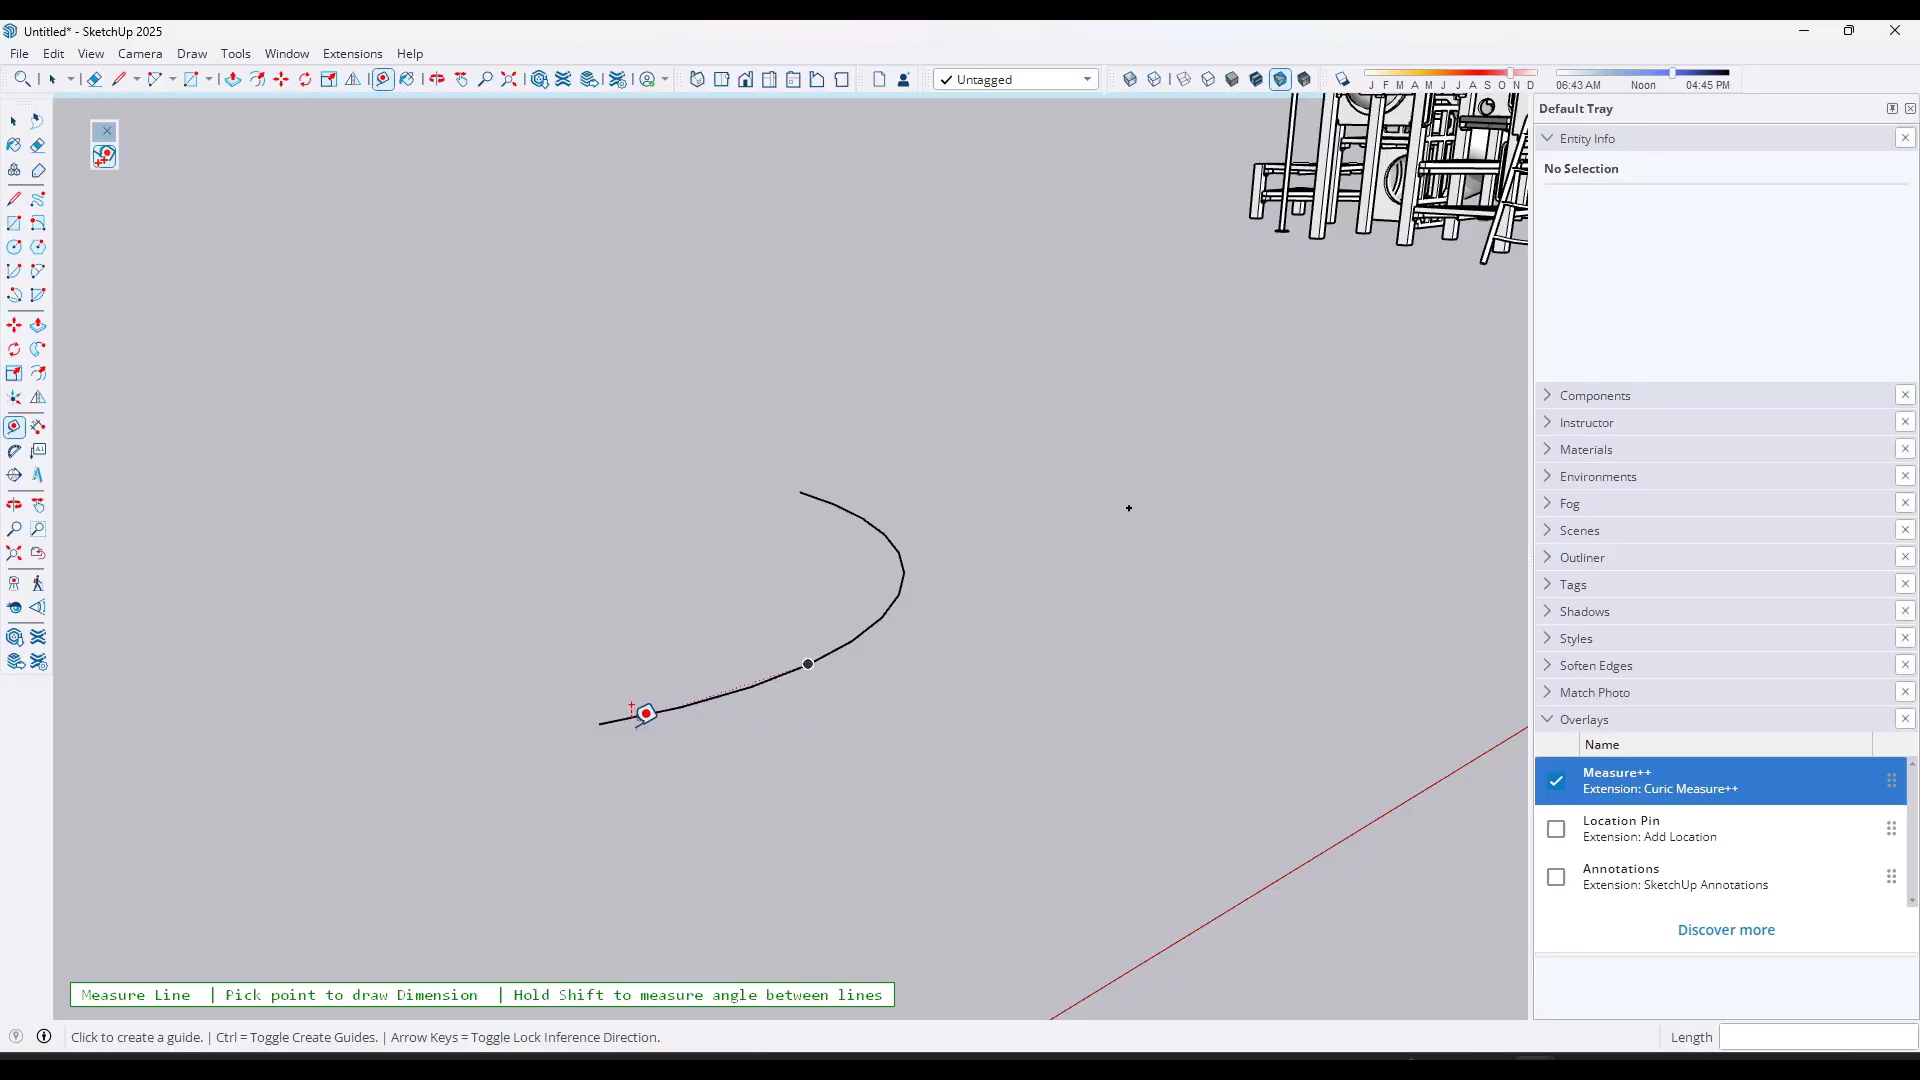 Untitled* - SketchUp 2025
File Edit View Camera Draw Tools Window Extensions Help
Untagged
J F M A M J J A S O N D
06:43 AM Noon 04:45 PM
Default Tray
Entity Info
No Selection
Components
Instructor
Materials
Environments
Fog
Scenes
Outliner
Tags
Shadows
Styles
Soften Edges
Match Photo
Overlays
Name
Measure++
Extension: Curic Measure++
Location Pin
Extension: Add Location
Annotations
Extension: SketchUp Annotations
Discover more
Measure Line | Pick point to draw Dimension | Hold Shift to measure angle between lines
Click to create a guide. | Ctrl = Toggle Create Guides. | Arrow Keys = Toggle Lock Inference Direction.
Length